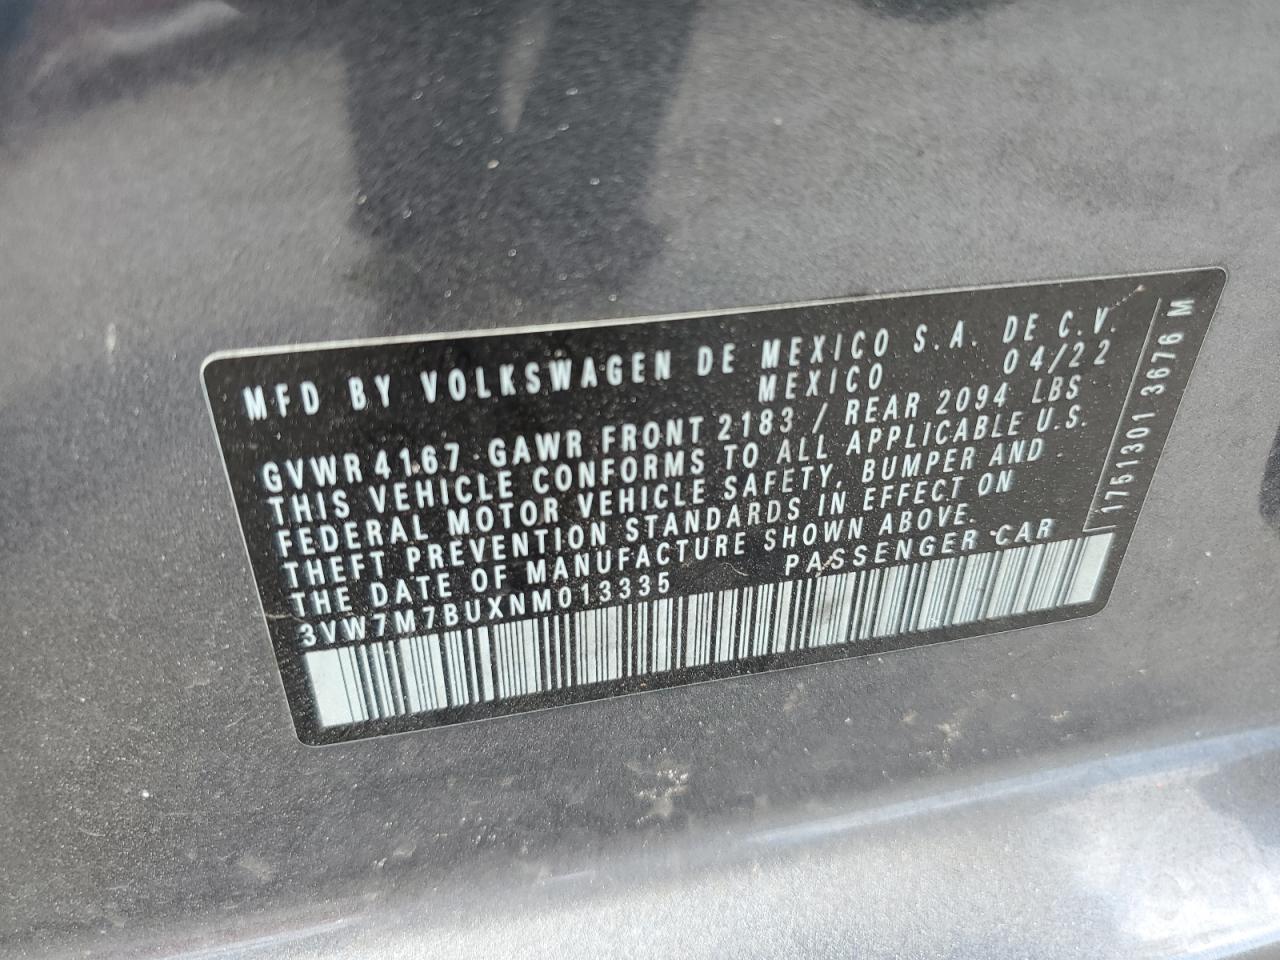 MFD BY VOLKSWAGEN DE MEXICO S.A. DE C.V.
MEXICO 04/22
GVWR 4167 GAWR FRONT 2183 / REAR 2094 LBS
THIS VEHICLE CONFORMS TO ALL APPLICABLE U.S.
FEDERAL MOTOR VEHICLE SAFETY, BUMPER AND
THEFT PREVENTION STANDARDS IN EFFECT ON
THE DATE OF MANUFACTURE SHOWN ABOVE.
3VW7M7BUXNM013335 PASSENGER CAR
1751301 3676 M